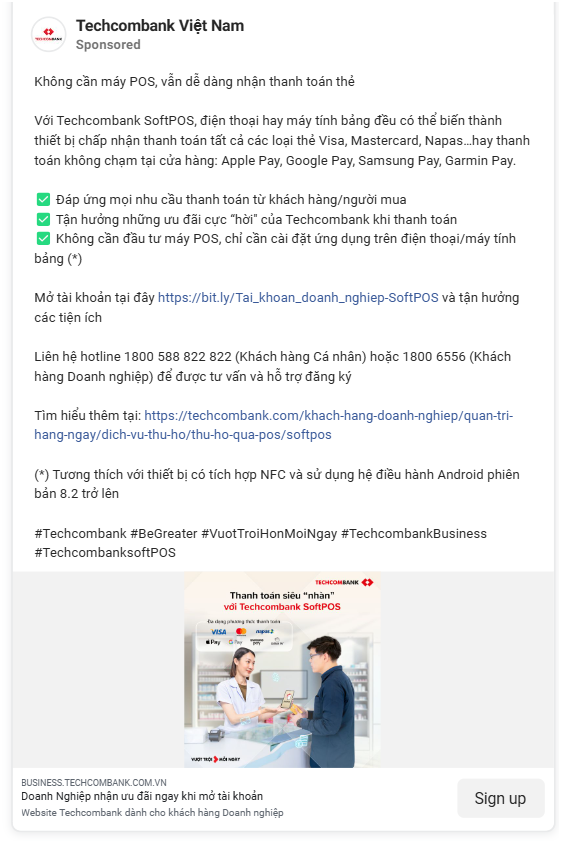 Techcombank Việt Nam
TECHCOMBANK
Sponsored
Không cần máy POS, vẫn dễ dàng nhận thanh toán thẻ
Với Techcombank SoftPOS, điện thoại hay máy tính bảng đều có thể biến thành
thiết bị chấp nhận thanh toán tất cả các loại thẻ Visa, Mastercard, Napas...hay thanh
toán không chạm tại cửa hàng: Apple Pay, Google Pay, Samsung Pay, Garmin Pay.
✅ Đáp ứng mọi nhu cầu thanh toán từ khách hàng/người mua
✅ Tận hưởng những ưu đãi cực “hời" của Techcombank khi thanh toán
✅ Không cần đầu tư máy POS, chỉ cần cài đặt ứng dụng trên điện thoại/máy tính
bảng (*)
Mở tài khoản tại đây https://bit.ly/Tai_khoan_doanh_nghiep-SoftPOS và tận hưởng
các tiện ích
Liên hệ hotline 1800 588 822 822 (Khách hàng Cá nhân) hoặc 1800 6556 (Khách
hàng Doanh nghiệp) để được tư vấn và hỗ trợ đăng ký
Tìm hiểu thêm tại: https://techcombank.com/khach-hang-doanh-nghiep/quan-tri-
hang-ngay/dich-vu-thu-ho/thu-ho-qua-pos/softpos
(*) Tương thích với thiết bị có tích hợp NFC và sử dụng hệ điều hành Android phiên
bản 8.2 trở lên
#Techcombank #BeGreater #VuotTroiHonMoiNgay #TechcombankBusiness
#TechcombanksoftPOS
TECHCOMBANK
Thanh toán siêu “nhàn”
với Techcombank SoftPOS
Đa dạng phương thức thanh toán
VISA napas
Pay Pay pay
VƯỢT TRỘI MỖI NGÀY
BUSINESS.TECHCOMBANK.COM.VN
Doanh Nghiệp nhận ưu đãi ngay khi mở tài khoản
Website Techcombank dành cho khách hàng Doanh nghiệp
Sign up